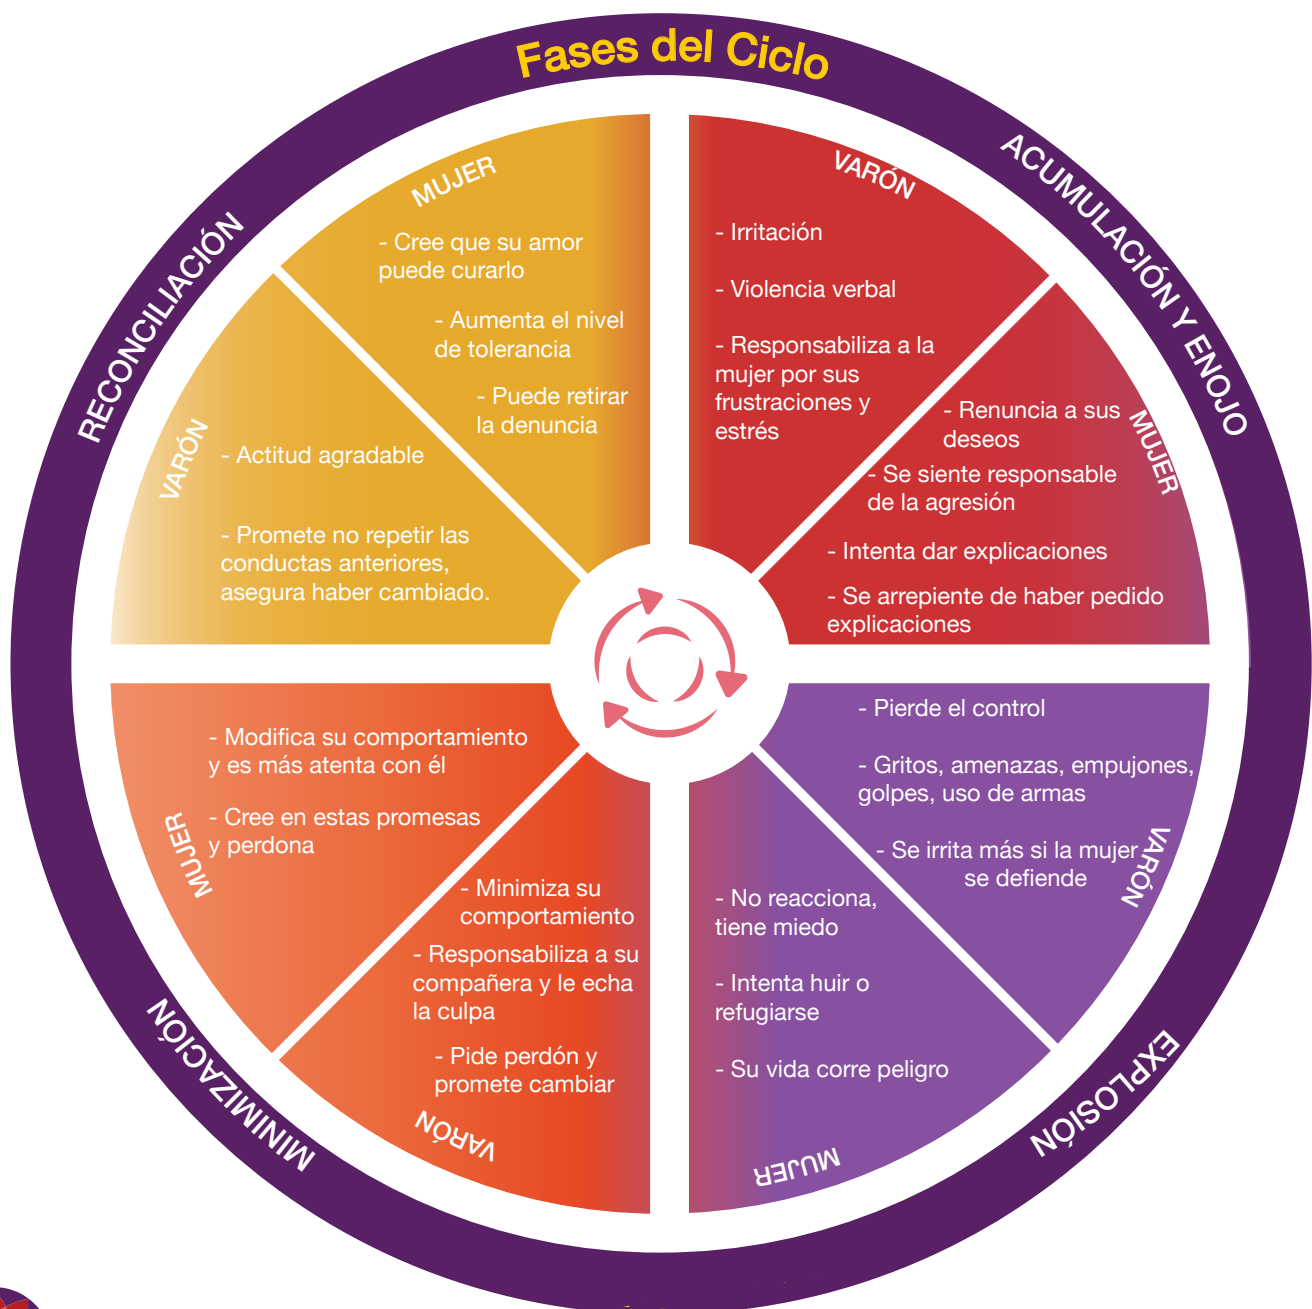 Fases del Ciclo
ACUMULACIÓN Y ENOJO
VARÓN
- Irritación
- Violencia verbal
- Responsabiliza a la
mujer por sus
frustraciones y
estrés
MUJER
- Renuncia a sus
deseos
- Se siente responsable
de la agresión
- Intenta dar explicaciones
- Se arrepiente de haber pedido
explicaciones
EXPLOSIÓN
VARÓN
- Pierde el control
- Gritos, amenazas, empujones,
golpes, uso de armas
- Se irrita más si la mujer
se defiende
MUJER
- No reacciona,
tiene miedo
- Intenta huir o
refugiarse
- Su vida corre peligro
MINIMIZACIÓN
VARÓN
- Minimiza su
comportamiento
- Responsabiliza a su
compañera y le echa
la culpa
- Pide perdón y
promete cambiar
MUJER
- Modifica su comportamiento
y es más atenta con él
- Cree en estas promesas
y perdona
RECONCILIACIÓN
VARÓN
- Actitud agradable
- Promete no repetir las
conductas anteriores,
asegura haber cambiado.
MUJER
- Cree que su amor
puede curarlo
- Aumenta el nivel
de tolerancia
- Puede retirar
la denuncia